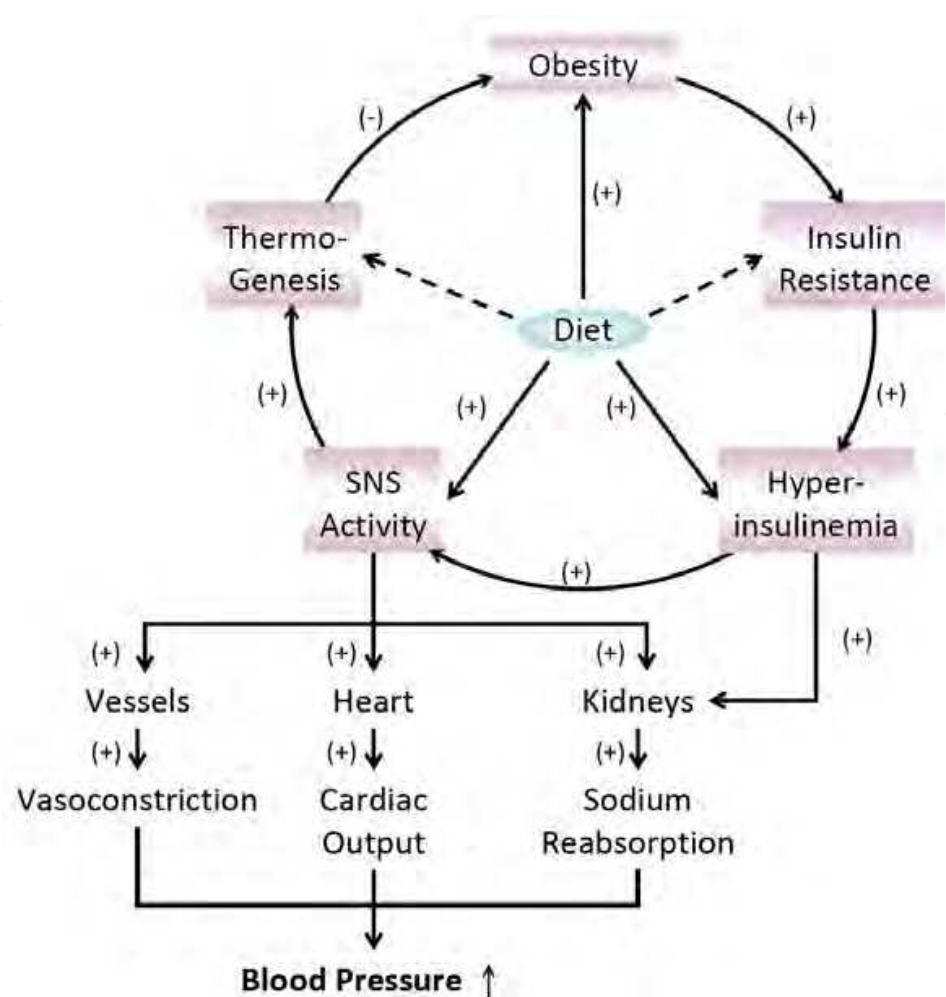 Obesity
(-)
(+)
(+)
Thermo-
Genesis
Insulin
Resistance
Diet
(+)
(+)
(+)
(+)
SNS
Activity
Hyper-
insulinemia
(+)
(+)
(+)
(+)
(+)
Vessels
Heart
Kidneys
(+)
(+)
(+)
Vasoconstriction
Cardiac
Output
Sodium
Reabsorption
Blood Pressure ↑